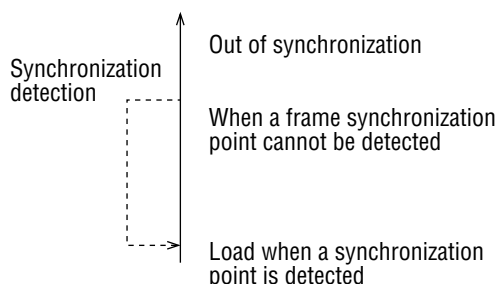 Out of synchronization
Synchronization
detection
When a frame synchronization
point cannot be detected
Load when a synchronization
point is detected